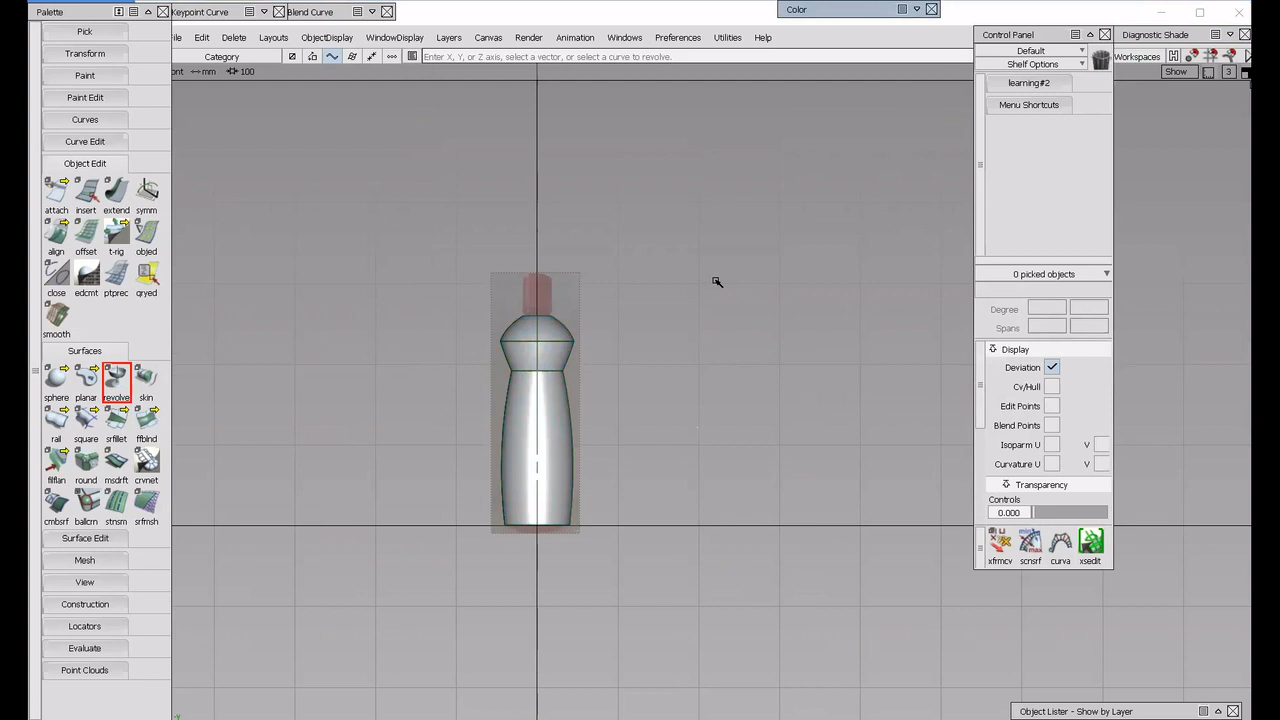 Palette
Keypoint Curve
Blend Curve
Color
Edit
Delete
Layouts
ObjectDisplay
WindowDisplay
Layers
Canvas
Render
Animation
Windows
Preferences
Utilities
Help
Category
Enter X, Y, or Z axis, select a vector, or select a curve to revolve.
mm
100
Pick
Transform
Paint
Paint Edit
Curves
Curve Edit
Object Edit
attach
insert
extend
symm
align
offset
t-rig
objed
close
edcmt
ptprec
qryed
smooth
Surfaces
sphere
planar
revolve
skin
rail
square
srfillet
ffblnd
filflan
round
msdrft
crvnet
cmbsrf
ballcrn
stnsrn
srfmsh
Surface Edit
Mesh
View
Construction
Locators
Evaluate
Point Clouds
Control Panel
Default
Shelf Options
learning#2
Menu Shortcuts
0 picked objects
Degree
Spans
Display
Deviation
Cv/Hull
Edit Points
Blend Points
Isoparm U
V
Curvature U
V
Transparency
Controls
0.000
xfrmcv
scnsrf
curva
xsedit
Diagnostic Shade
Workspaces
Show
3
Object Lister - Show by Layer